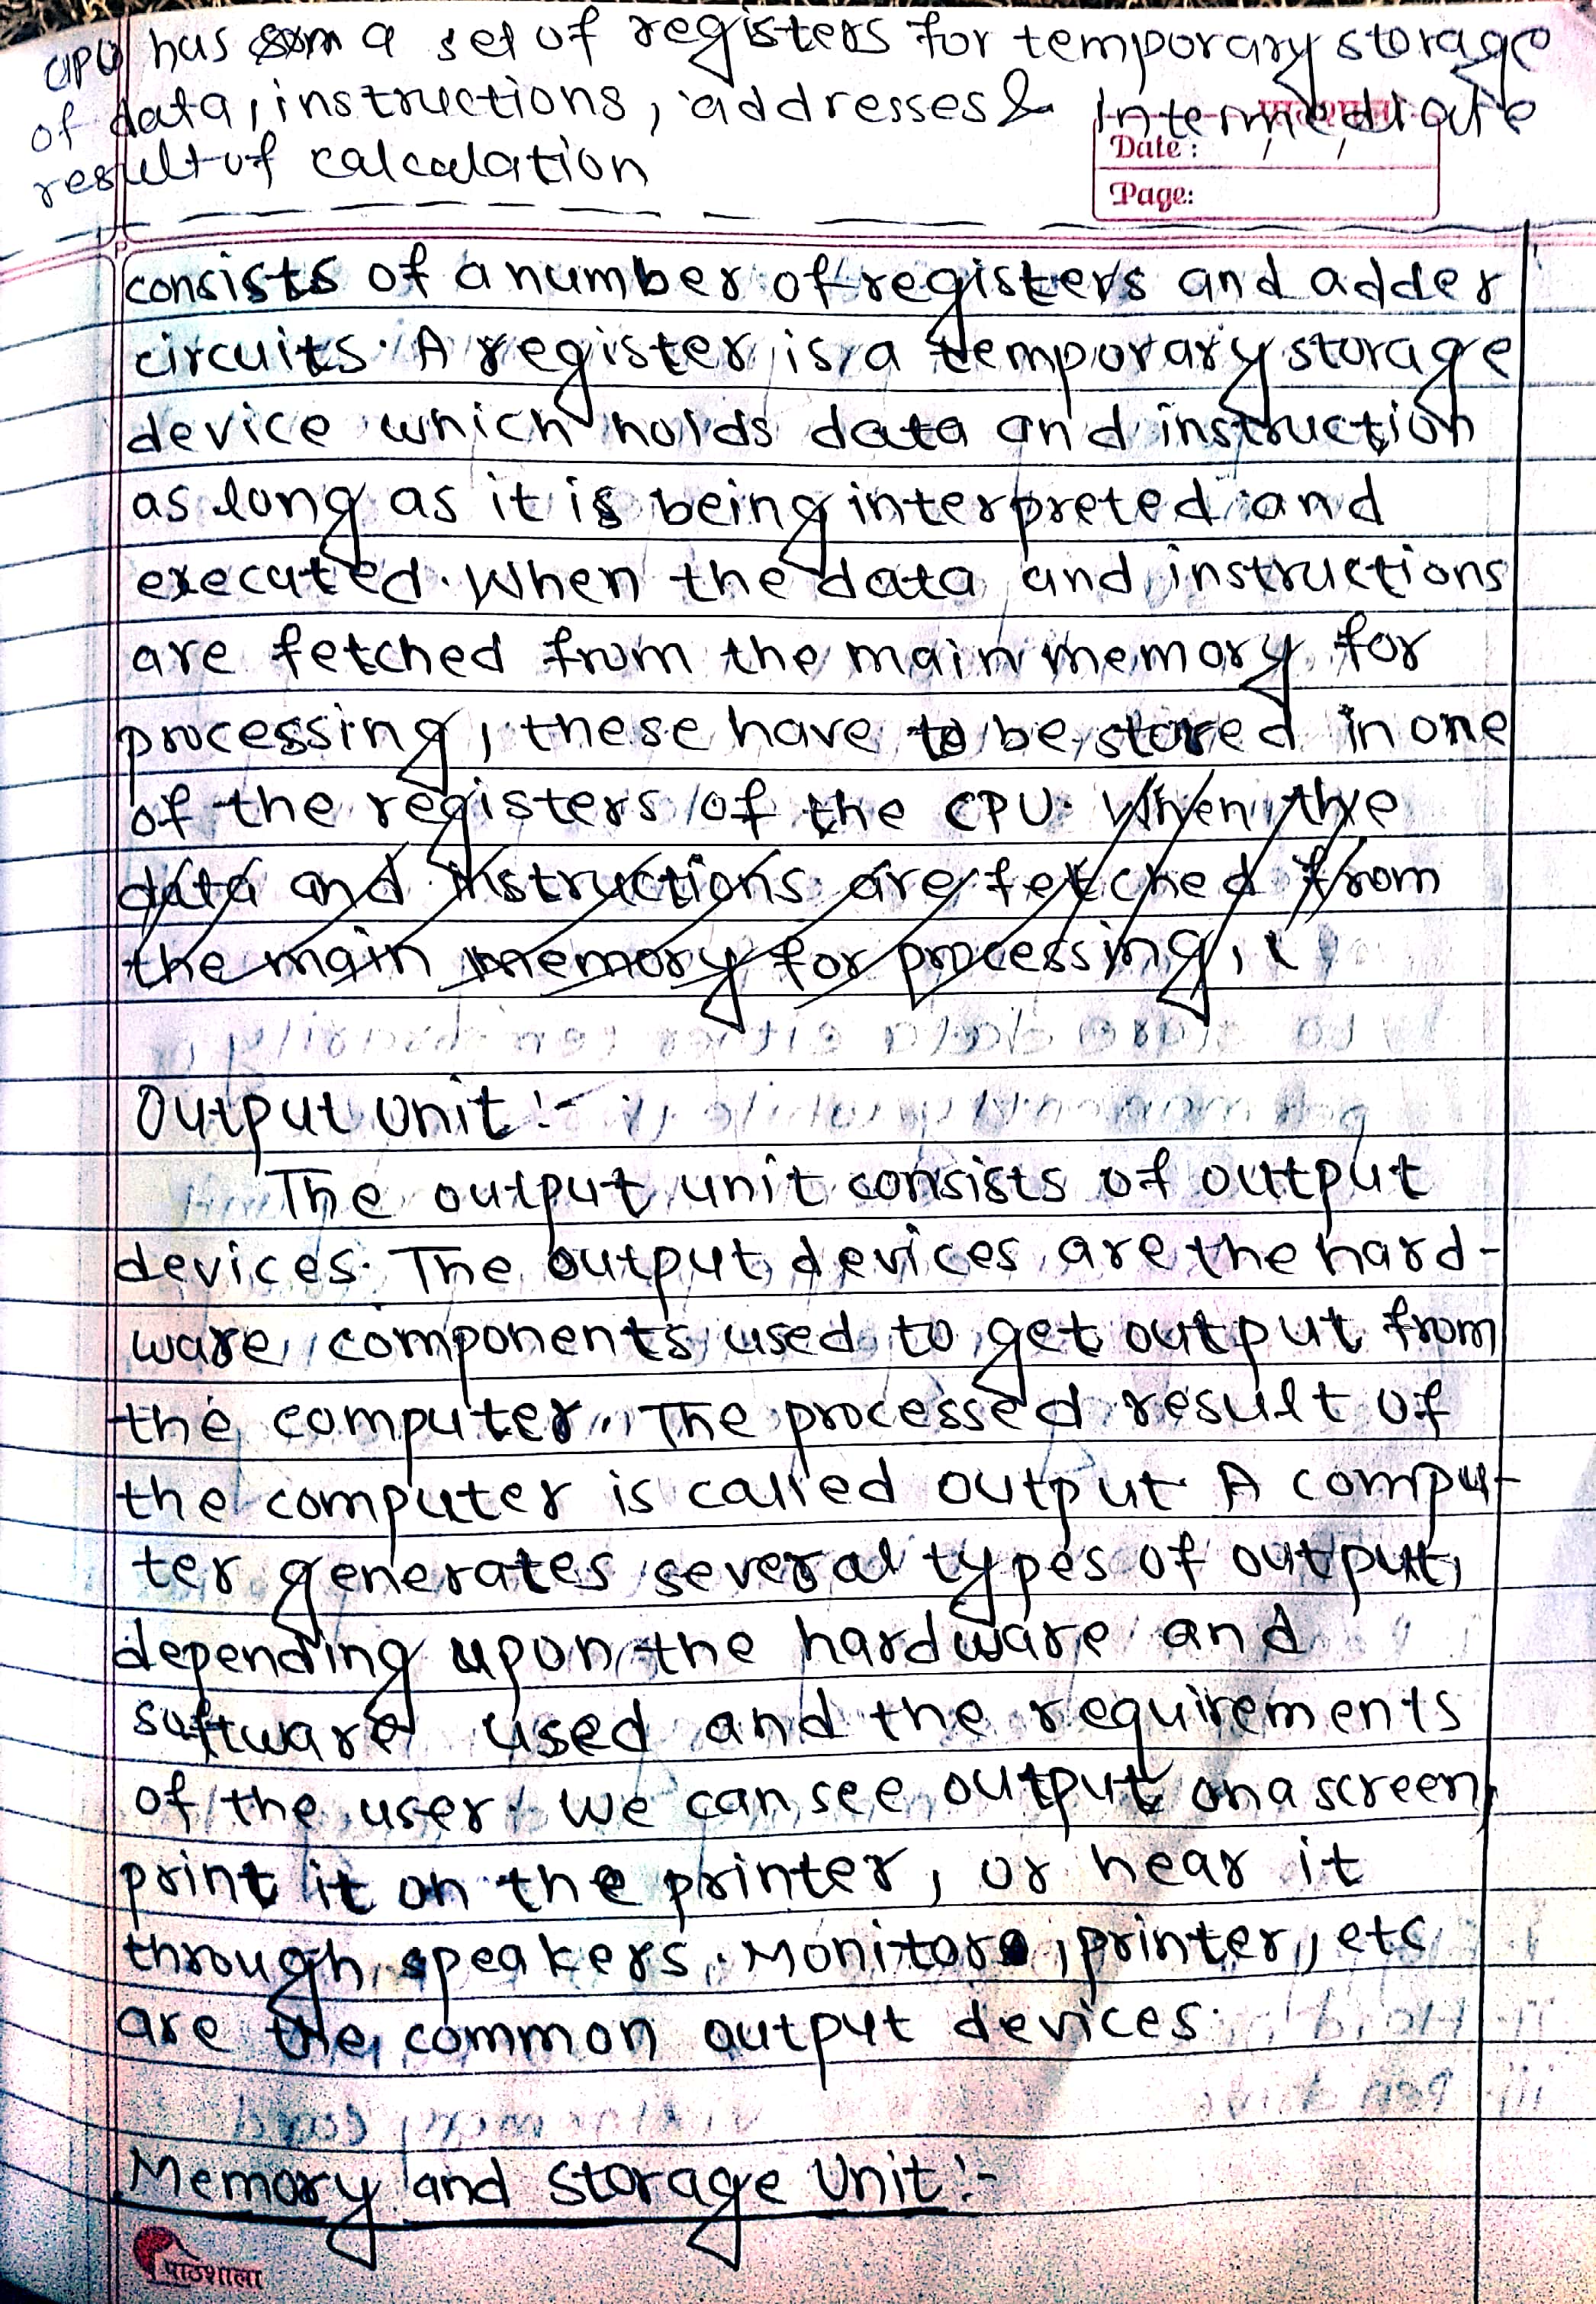 CPU has a set of registers for temporary storage
of data, instructions, addresses & Intermediate
result of calculation
Date : / /
Page:
consists of a number of registers and adder
circuits. A register is a temporary storage
device which holds data and instruction
as long as it is being interpreted and
executed. When the data and instructions
are fetched from the main memory for
processing, these have to be stored in one
of the registers of the CPU. When the
data and instructions are fetched from
the main memory for processing, t
Output Unit :-
The output unit consists of output
devices. The output devices are the hard-
ware components used to get output from
the computer. The processed result of
the computer is called output. A compu-
ter generates several types of output,
depending upon the hardware and
software used and the requirements
of the user. We can see output on a screen,
print it on the printer, or hear it
through speakers. Monitors, printer, etc
are the common output devices.
Memory and Storage Unit :-
पाठशाला